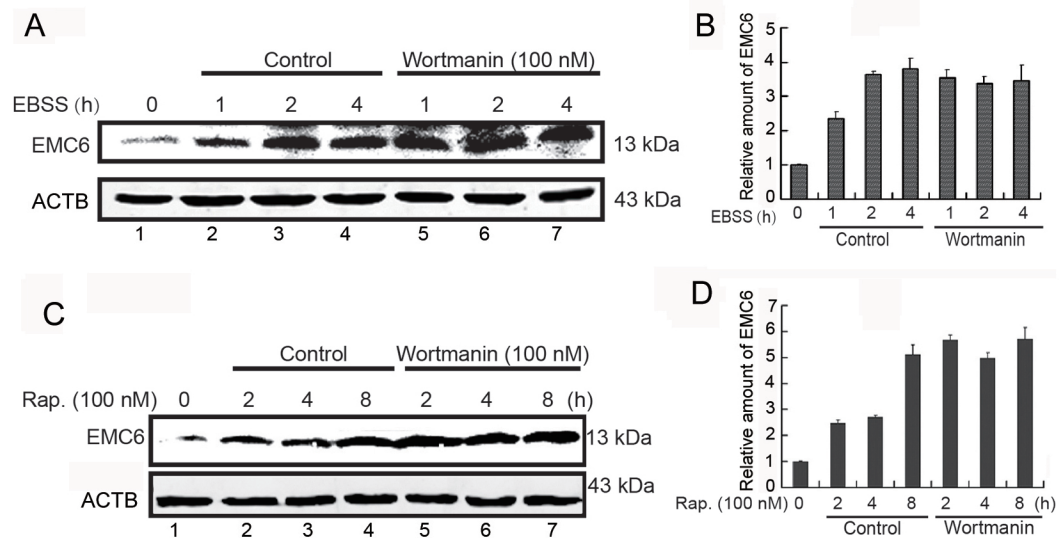 A
Control Wortmanin (100 nM)
EBSS (h) 0 1 2 4 1 2 4
EMC6 13 kDa
ACTB 43 kDa
1 2 3 4 5 6 7
B
Relative amount of EMC6
5
4
3
2
1
0
EBSS (h) 0 1 2 4 1 2 4
Control Wortmanin
C
Control Wortmanin (100 nM)
Rap. (100 nM) 0 2 4 8 2 4 8 (h)
EMC6 13 kDa
ACTB 43 kDa
1 2 3 4 5 6 7
D
Relative amount of EMC6
7
6
5
4
3
2
1
0
Rap. (100 nM) 0 2 4 8 2 4 8 (h)
Control Wortmanin